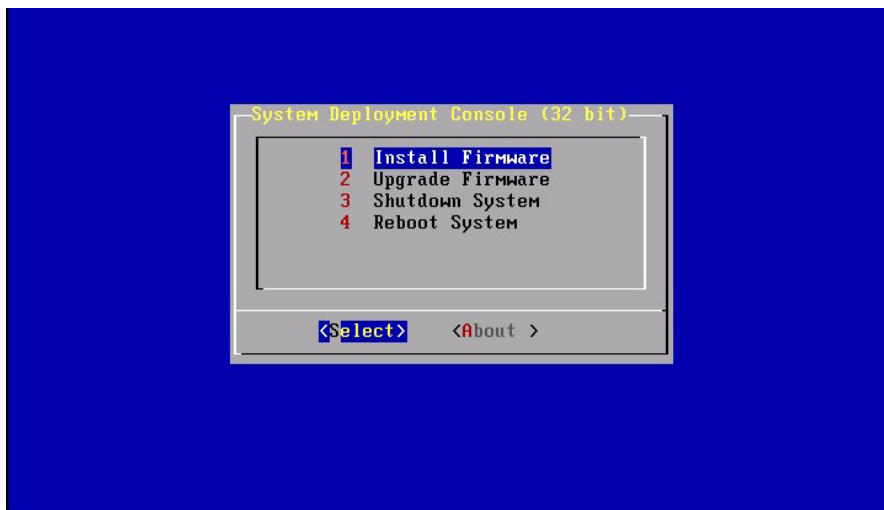 System Deployment Console (32 bit)
1 Install Firmware
2 Upgrade Firmware
3 Shutdown System
4 Reboot System
<Select> <About >